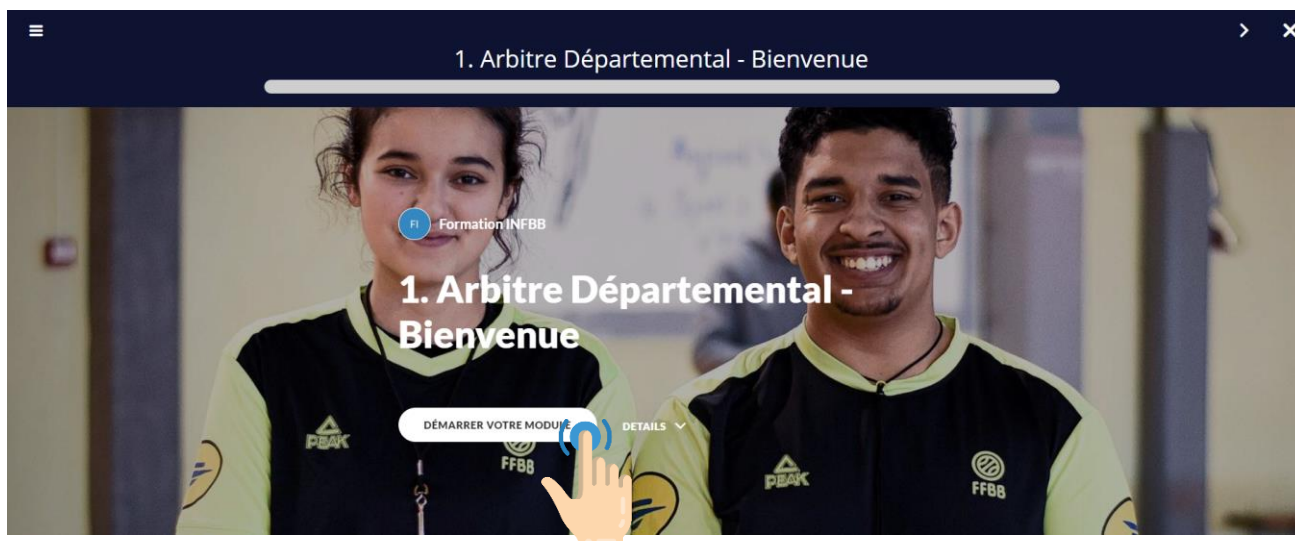 1. Arbitre Départemental - Bienvenue
FI Formation INFBB
1. Arbitre Départemental -
Bienvenue
DÉMARRER VOTRE MODULE
DETAILS
PEAK
FFBB
PEAK
FFBB